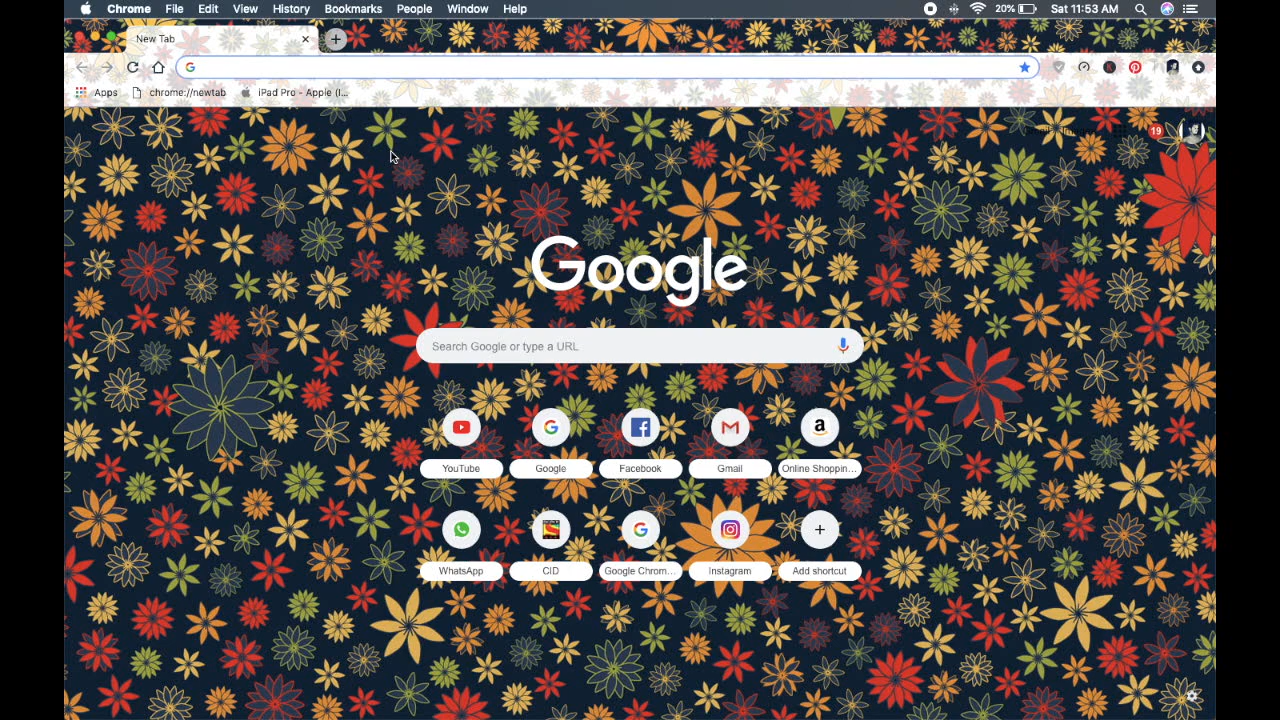 Chrome File Edit View History Bookmarks People Window Help 20% Sat 11:53 AM
New Tab
Apps chrome://newtab iPad Pro - Apple (I...
19
Google
Search Google or type a URL
YouTube Google Facebook Gmail Online Shoppin...
WhatsApp CID Google Chrom... Instagram Add shortcut